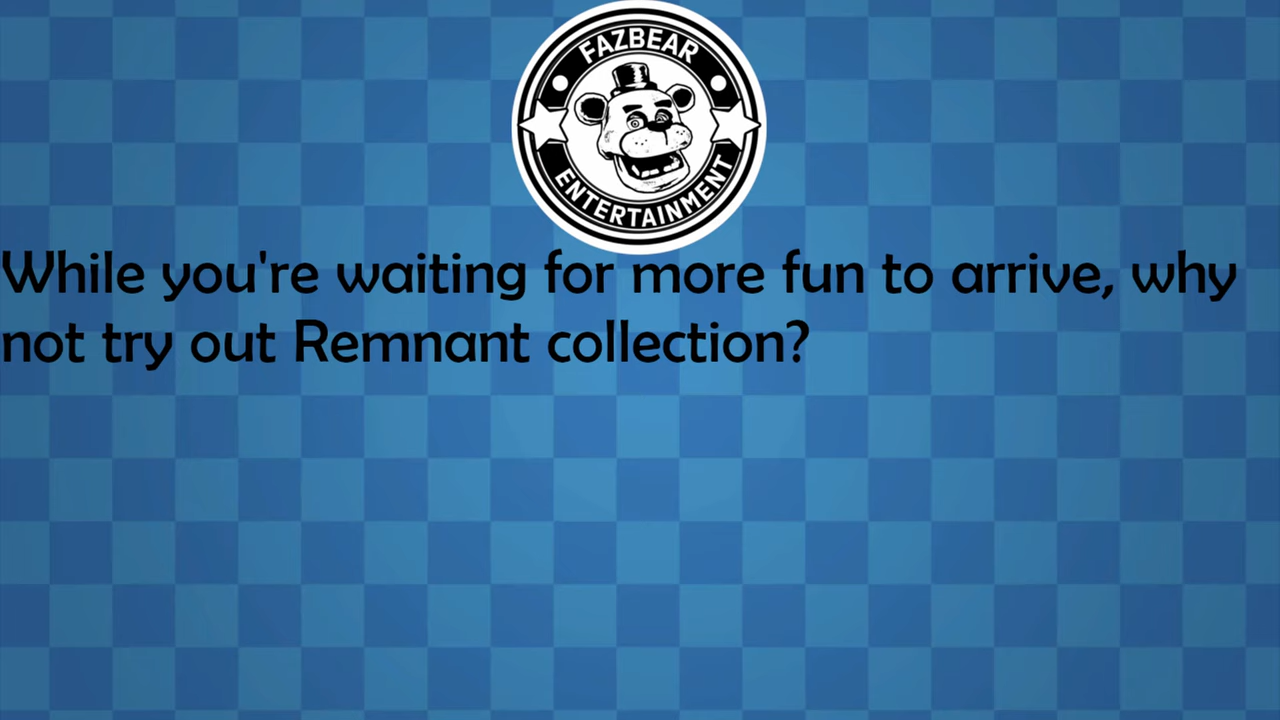 FAZBEAR
ENTERTAINMENT
While you're waiting for more fun to arrive, why
not try out Remnant collection?